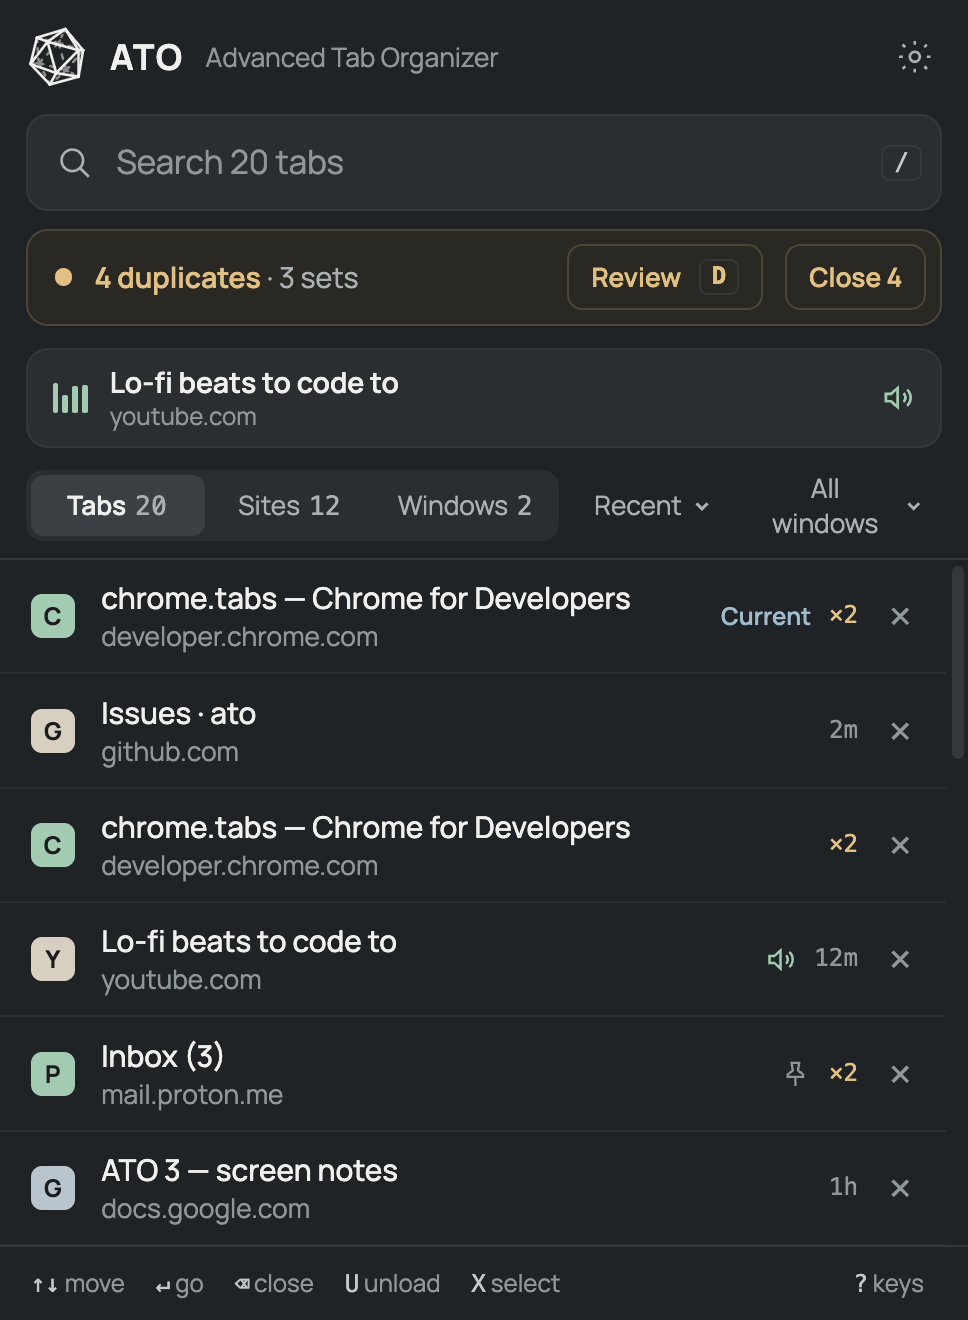 ATO Advanced Tab Organizer
Search 20 tabs /
4 duplicates · 3 sets Review D Close 4
Lo-fi beats to code to
youtube.com
Tabs 20 Sites 12 Windows 2 Recent All windows
chrome.tabs — Chrome for Developers
developer.chrome.com
Current ×2
Issues · ato
github.com
2m
chrome.tabs — Chrome for Developers
developer.chrome.com
×2
Lo-fi beats to code to
youtube.com
12m
Inbox (3)
mail.proton.me
×2
ATO 3 — screen notes
docs.google.com
1h
C
G
C
Y
P
G
↑↓ move ↵ go ⌫ close U unload X select ? keys